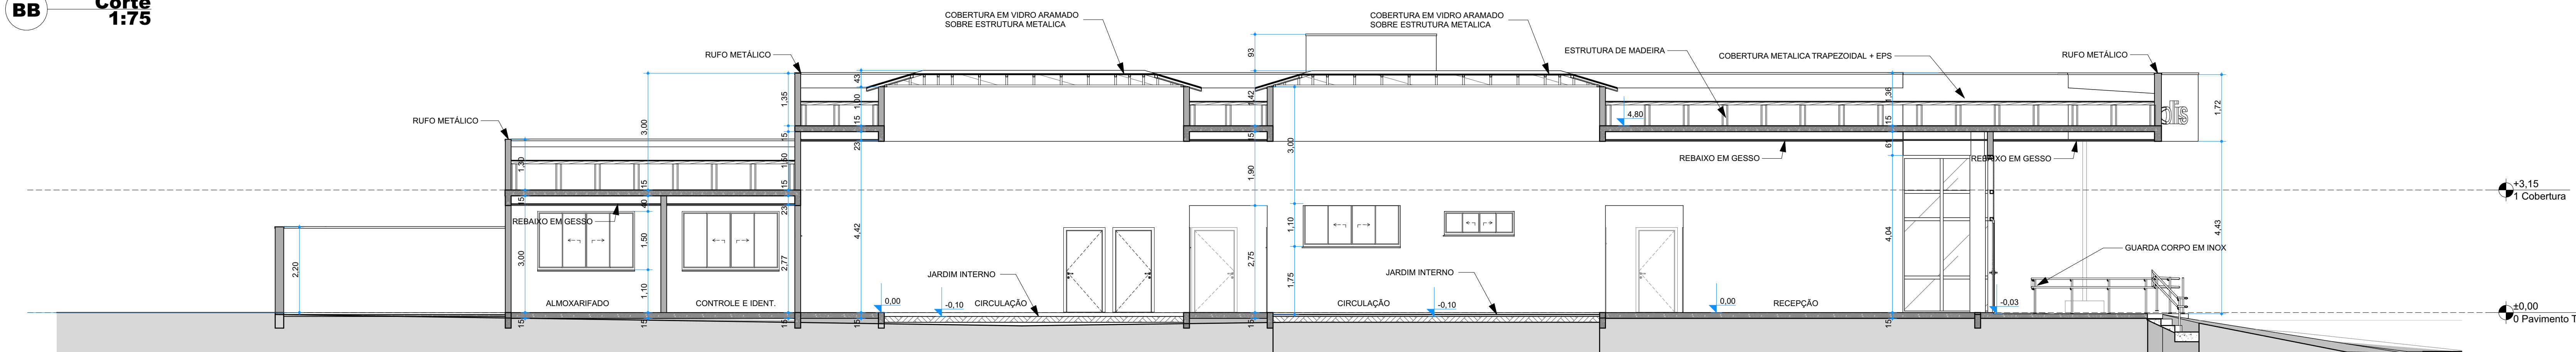 BB
Corte
1:75
COBERTURA EM VIDRO ARAMADO
SOBRE ESTRUTURA METALICA
COBERTURA EM VIDRO ARAMADO
SOBRE ESTRUTURA METALICA
RUFO METÁLICO
ESTRUTURA DE MADEIRA
COBERTURA METALICA TRAPEZOIDAL + EPS
RUFO METÁLICO
RUFO METÁLICO
93
43
1,35
1,00
1,42
1,36
1,72
3,00
15
15
15
15
4,80
23
3,00
61
REBAIXO EM GESSO
REBAIXO EM GESSO
1,30
1,50
1,90
15
15
+3,15
1 Cobertura
15
40
23
REBAIXO EM GESSO
1,50
4,42
1,10
4,04
4,43
2,20
3,00
2,77
2,75
1,75
GUARDA CORPO EM INOX
JARDIM INTERNO
JARDIM INTERNO
1,10
ALMOXARIFADO
CONTROLE E IDENT.
0,00
-0,10
CIRCULAÇÃO
CIRCULAÇÃO
-0,10
0,00
RECEPÇÃO
-0,03
±0,00
0 Pavimento T
15
15
15
15
15
15